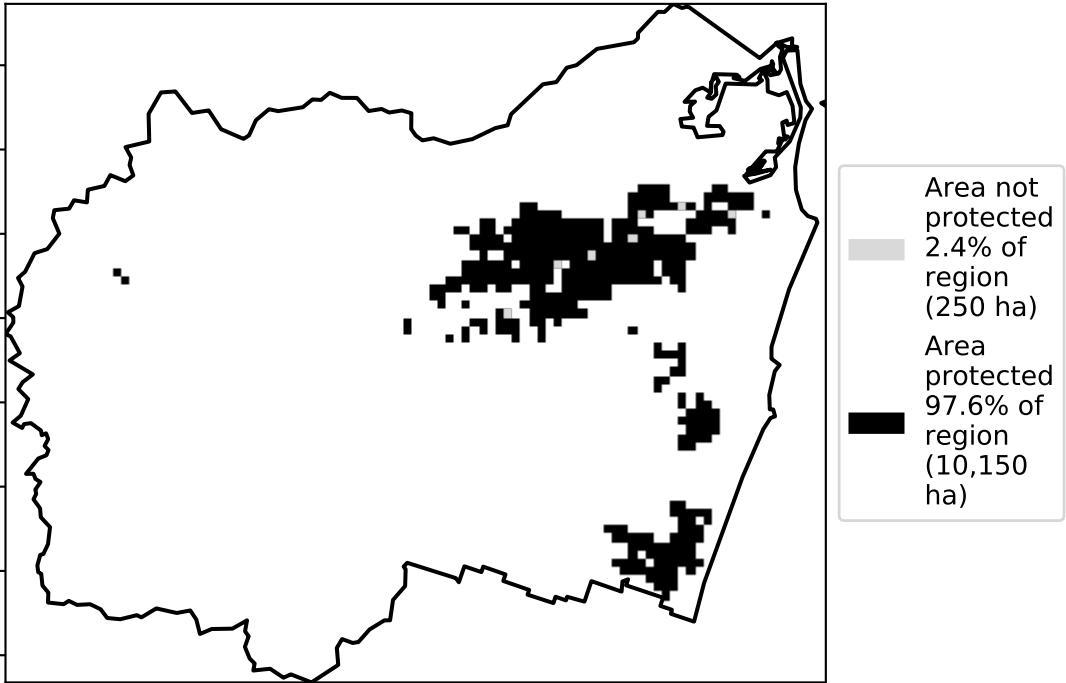 Area not
protected
2.4% of
region
(250 ha)
Area
protected
97.6% of
region
(10,150
ha)